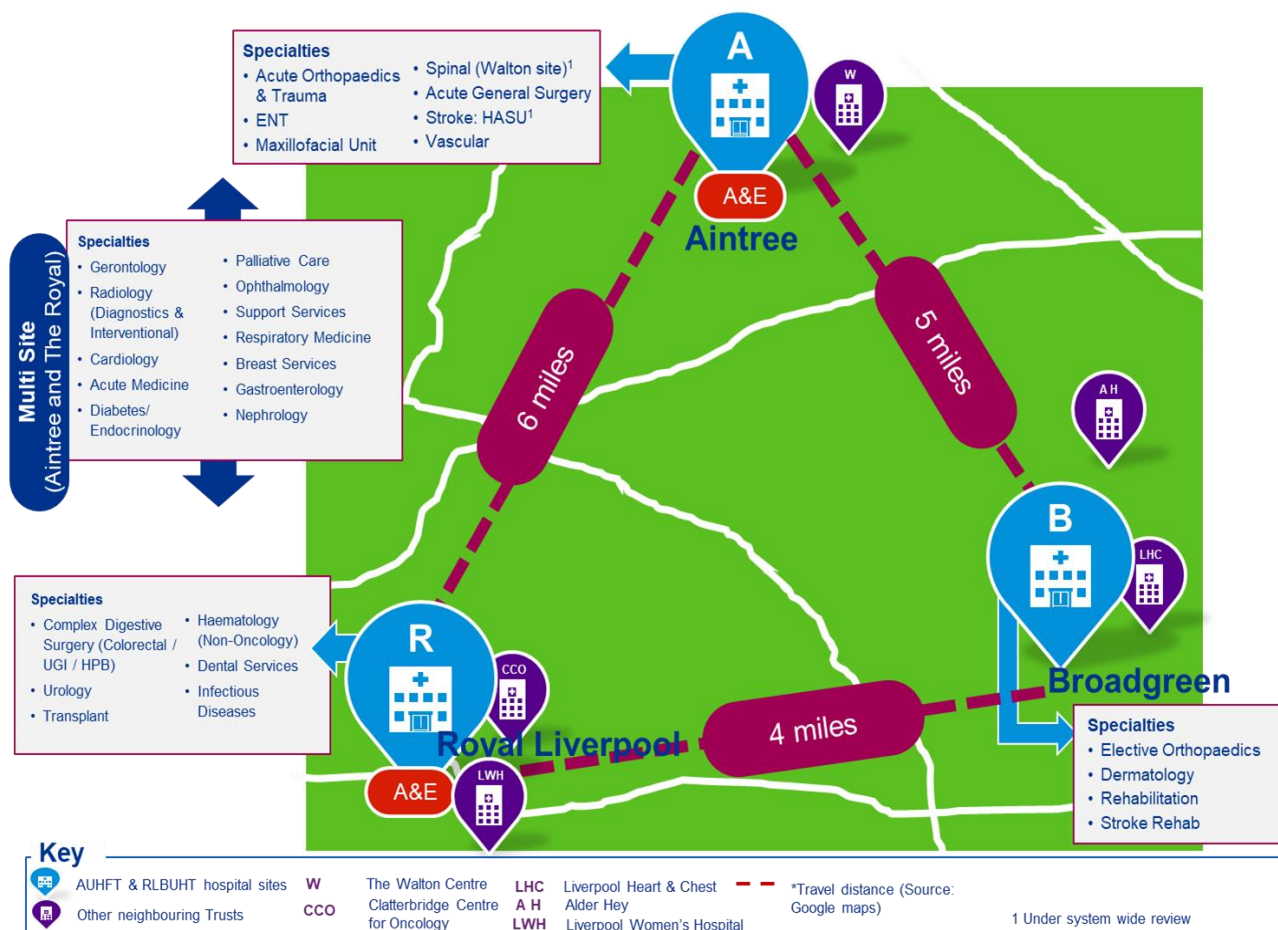 Specialties
• Acute Orthopaedics
& Trauma
• ENT
• Maxillofacial Unit
• Spinal (Walton site)¹
• Acute General Surgery
• Stroke: HASU¹
• Vascular
A
W
A&E
Aintree
Multi Site
(Aintree and The Royal)
Specialties
• Gerontology
• Radiology
(Diagnostics &
Interventional)
• Cardiology
• Acute Medicine
• Diabetes/
Endocrinology
• Palliative Care
• Ophthalmology
• Support Services
• Respiratory Medicine
• Breast Services
• Gastroenterology
• Nephrology
6 miles
5 miles
A H
B
LHC
Broadgreen
Specialties
• Complex Digestive
Surgery (Colorectal /
UGI / HPB)
• Urology
• Transplant
• Haematology
(Non-Oncology)
• Dental Services
• Infectious
Diseases
R
CCO
Royal Liverpool
A&E
LWH
4 miles
Specialties
• Elective Orthopaedics
• Dermatology
• Rehabilitation
• Stroke Rehab
Key
AUHFT & RLBUHT hospital sites
Other neighbouring Trusts
W The Walton Centre
CCO Clatterbridge Centre
for Oncology
LHC Liverpool Heart & Chest
A H Alder Hey
LWH Liverpool Women's Hospital
*Travel distance (Source:
Google maps)
1 Under system wide review